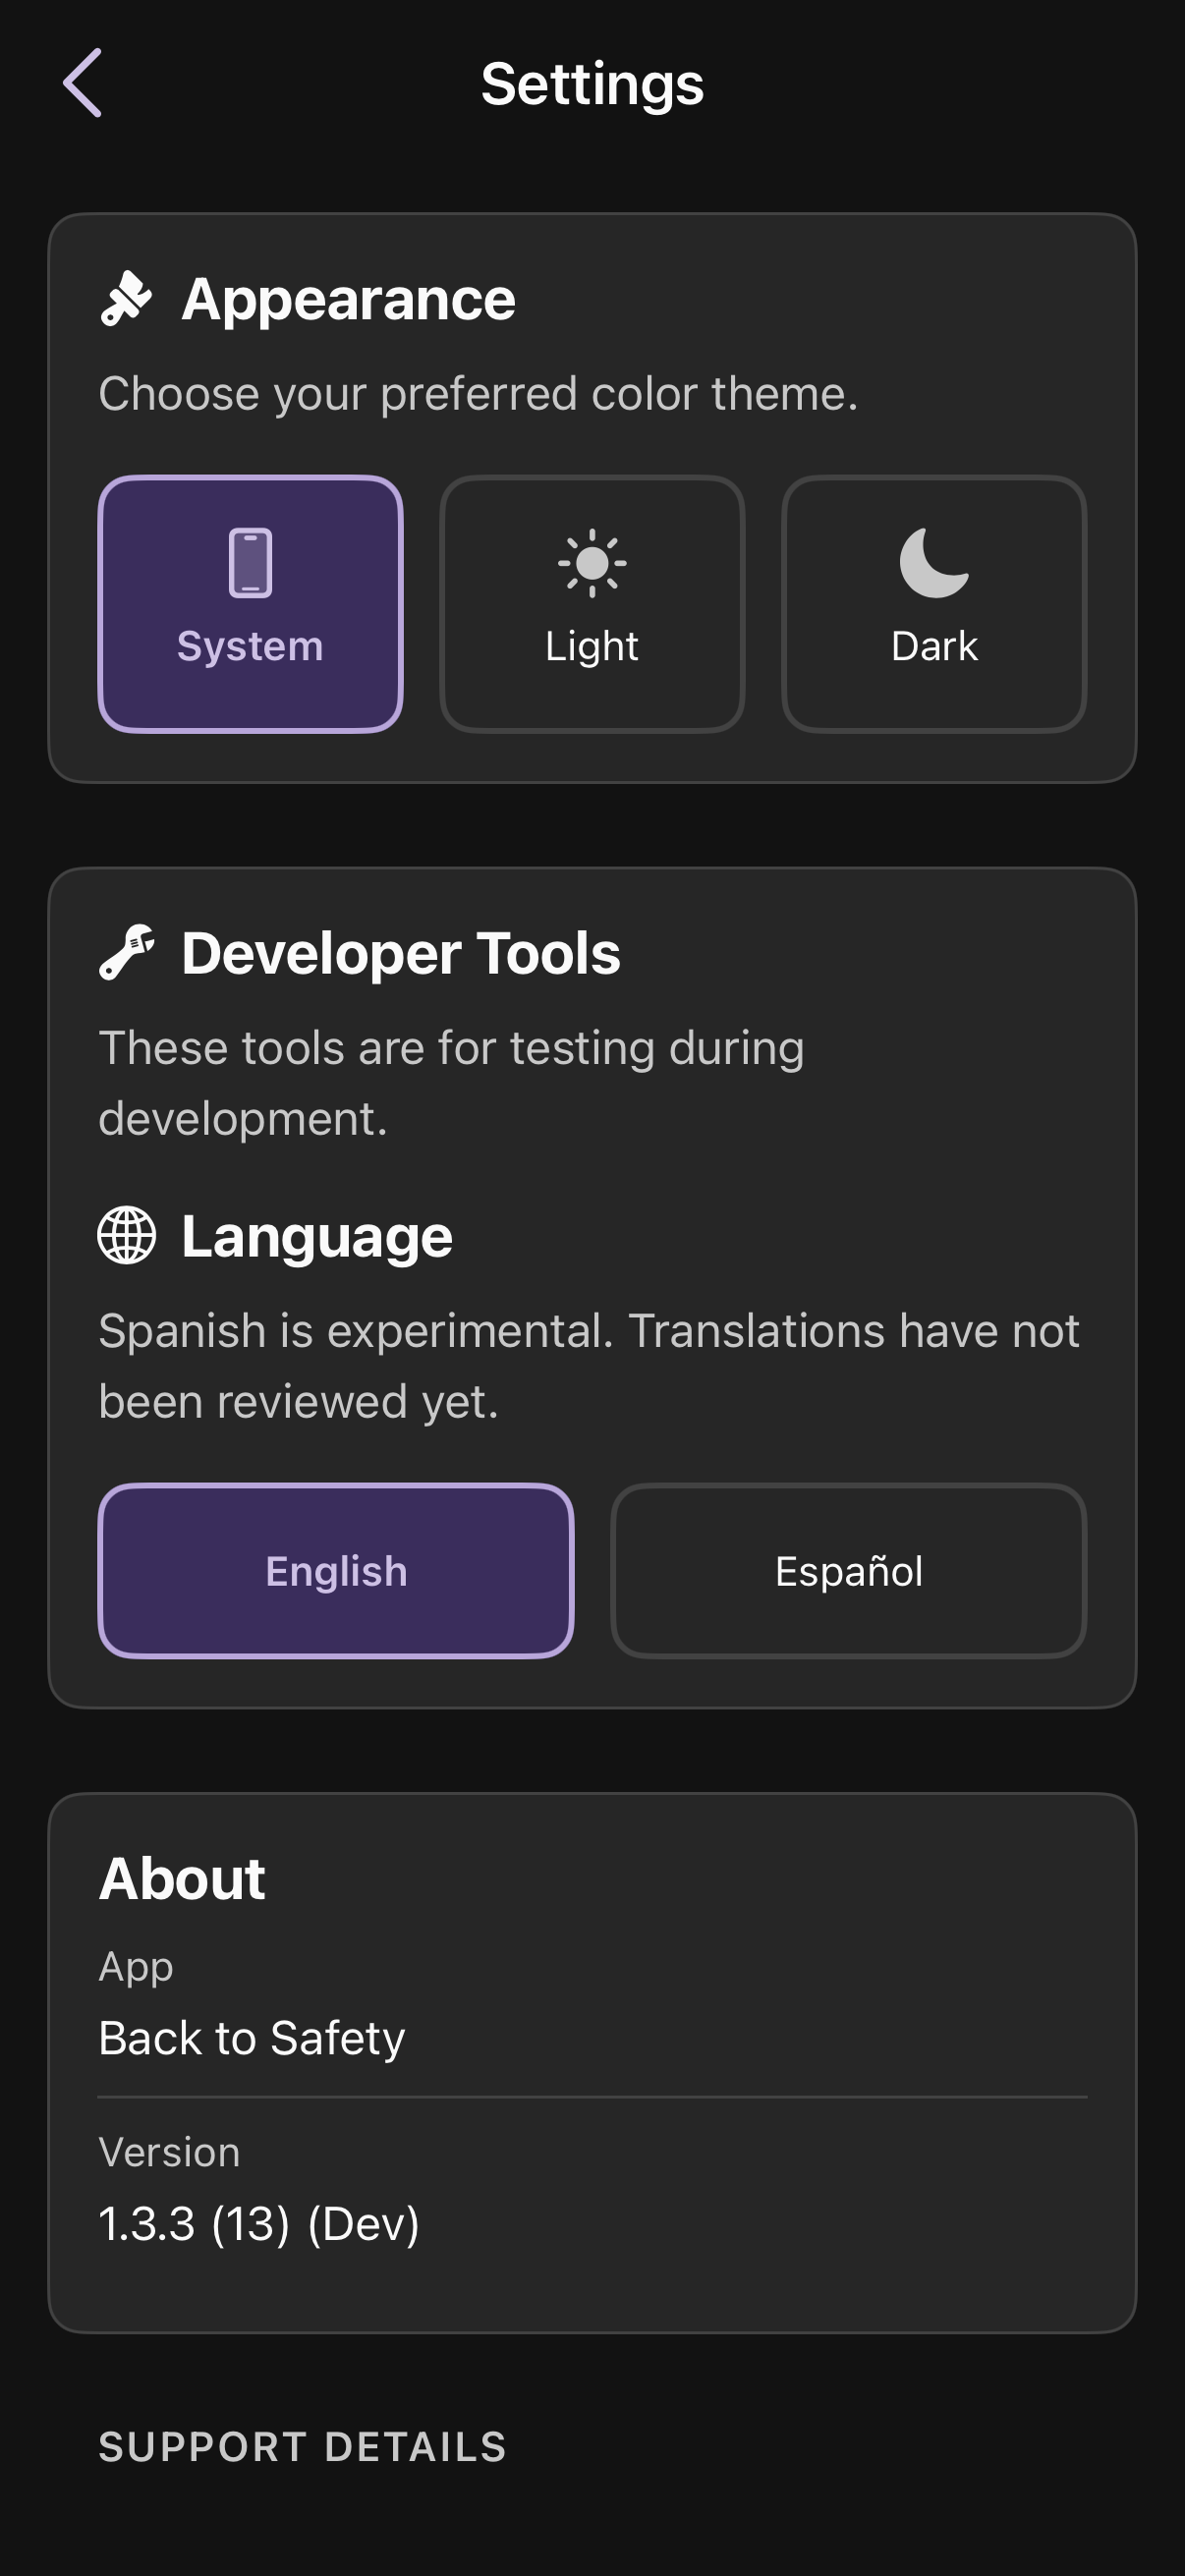 Settings
Appearance
Choose your preferred color theme.
System
Light
Dark
Developer Tools
These tools are for testing during
development.
Language
Spanish is experimental. Translations have not
been reviewed yet.
English
Español
About
App
Back to Safety
Version
1.3.3 (13) (Dev)
SUPPORT DETAILS